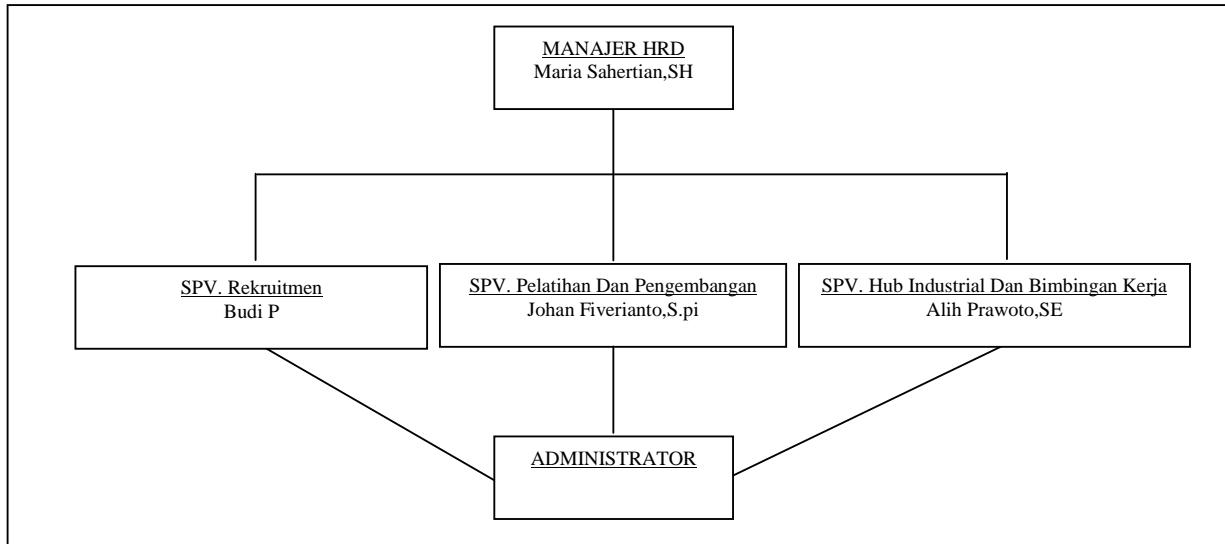 MANAJER HRD
Maria Sahertian,SH
SPV. Rekruitmen
Budi P
SPV. Pelatihan Dan Pengembangan
Johan Fiverianto,S.pi
SPV. Hub Industrial Dan Bimbingan Kerja
Alih Prawoto,SE
ADMINISTRATOR